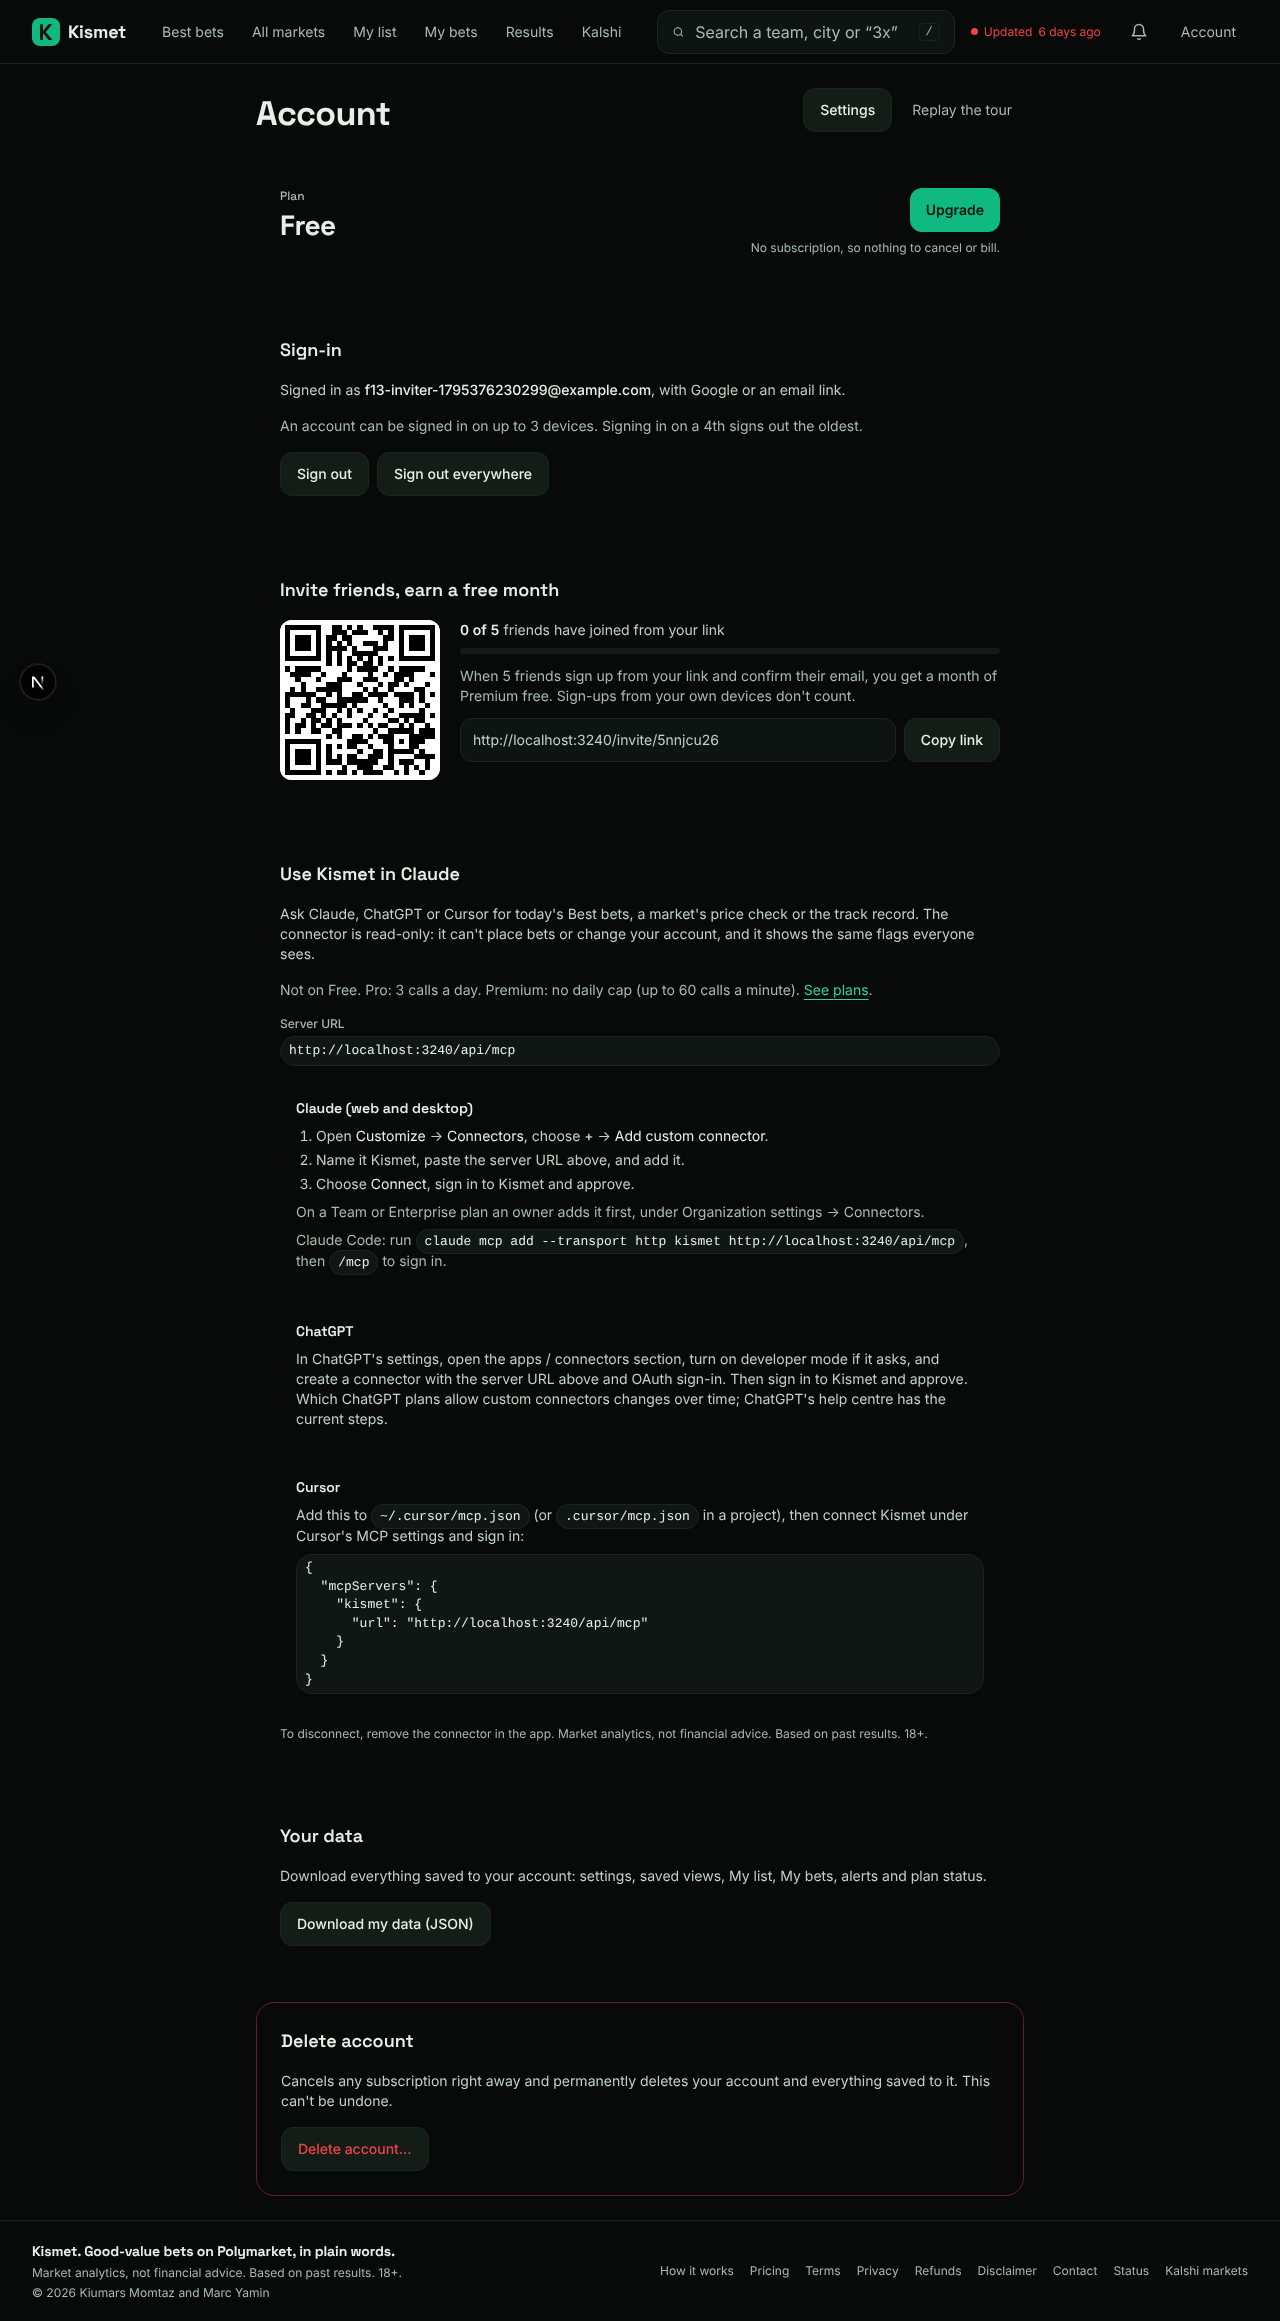 Kismet
Best bets
All markets
My list
My bets
Results
Kalshi
Search a team, city or “3x”
/
Updated 6 days ago
Account
Account
Settings
Replay the tour
Plan
Free
Upgrade
No subscription, so nothing to cancel or bill.
Sign-in
Signed in as f13-inviter-1795376230299@example.com, with Google or an email link.
An account can be signed in on up to 3 devices. Signing in on a 4th signs out the oldest.
Sign out
Sign out everywhere
Invite friends, earn a free month
0 of 5 friends have joined from your link
When 5 friends sign up from your link and confirm their email, you get a month of
Premium free. Sign-ups from your own devices don't count.
http://localhost:3240/invite/5nnjcu26
Copy link
Use Kismet in Claude
Ask Claude, ChatGPT or Cursor for today's Best bets, a market's price check or the track record. The
connector is read-only: it can't place bets or change your account, and it shows the same flags everyone
sees.
Not on Free. Pro: 3 calls a day. Premium: no daily cap (up to 60 calls a minute). See plans.
Server URL
http://localhost:3240/api/mcp
Claude (web and desktop)
1. Open Customize → Connectors, choose + → Add custom connector.
2. Name it Kismet, paste the server URL above, and add it.
3. Choose Connect, sign in to Kismet and approve.
On a Team or Enterprise plan an owner adds it first, under Organization settings → Connectors.
Claude Code: run claude mcp add --transport http kismet http://localhost:3240/api/mcp,
then /mcp to sign in.
ChatGPT
In ChatGPT's settings, open the apps / connectors section, turn on developer mode if it asks, and
create a connector with the server URL above and OAuth sign-in. Then sign in to Kismet and approve.
Which ChatGPT plans allow custom connectors changes over time; ChatGPT's help centre has the
current steps.
Cursor
Add this to ~/.cursor/mcp.json (or .cursor/mcp.json in a project), then connect Kismet under
Cursor's MCP settings and sign in:
{
"mcpServers": {
"kismet": {
"url": "http://localhost:3240/api/mcp"
}
}
}
To disconnect, remove the connector in the app. Market analytics, not financial advice. Based on past results. 18+.
Your data
Download everything saved to your account: settings, saved views, My list, My bets, alerts and plan status.
Download my data (JSON)
Delete account
Cancels any subscription right away and permanently deletes your account and everything saved to it. This
can't be undone.
Delete account…
Kismet. Good-value bets on Polymarket, in plain words.
Market analytics, not financial advice. Based on past results. 18+.
© 2026 Kiumars Momtaz and Marc Yamin
How it works
Pricing
Terms
Privacy
Refunds
Disclaimer
Contact
Status
Kalshi markets